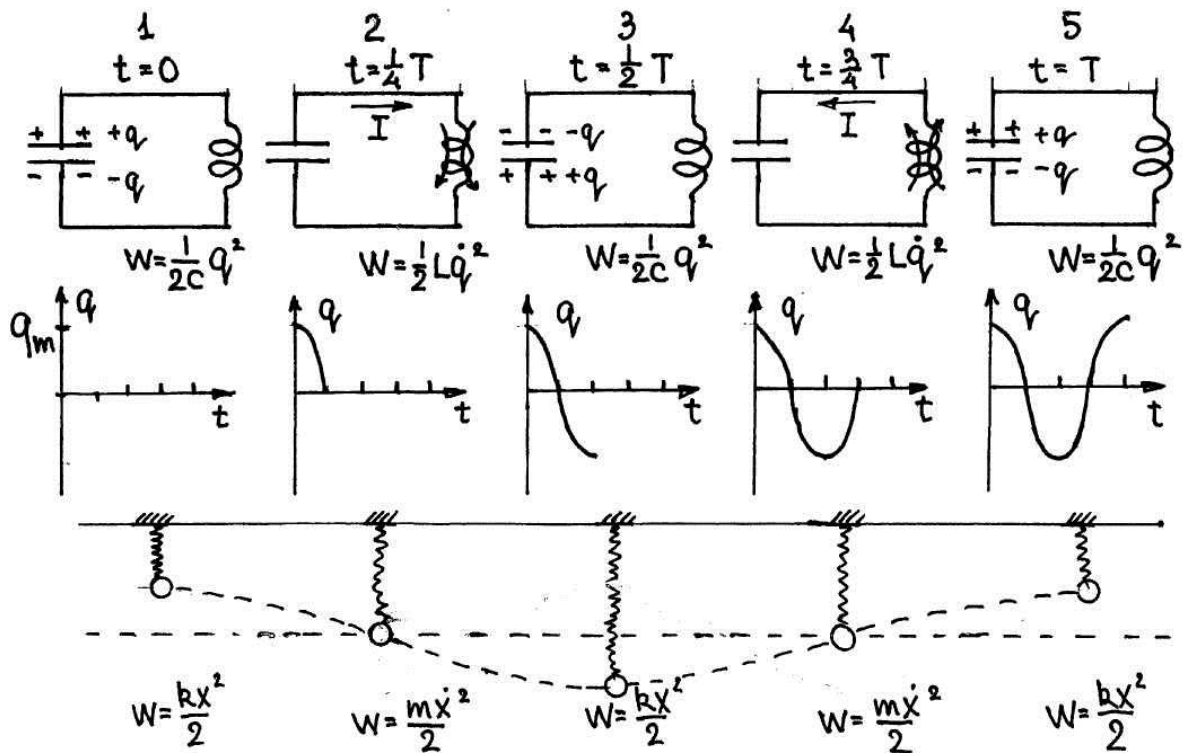 1 2 3 4 5
t=0 t=1/4 T t=1/2 T t=3/4 T t=T
+ + +q I - - -q I + + +q
- - -q + + +q - - -q
W=1/2C q² W=1/2 Lq̇² W=1/2C q² W=1/2 Lq̇² W=1/2C q²
q q q q q
qm
t t t t t
W=kx²/2 W=mẋ²/2 W=kx²/2 W=mẋ²/2 W=kx²/2